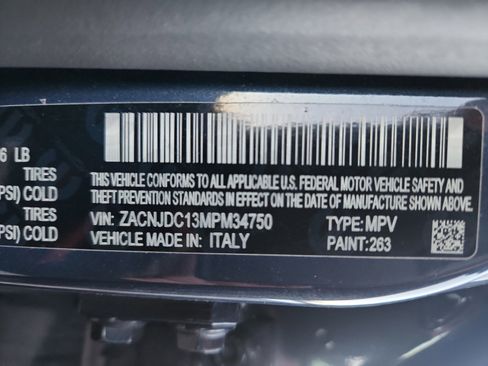 6 LB
THIS VEHICLE CONFORMS TO ALL APPLICABLE U.S. FEDERAL MOTOR VEHICLE SAFETY AND
TIRES
THEFT PREVENTION STANDARDS IN EFFECT ON THE DATE OF MANUFACTURE SHOWN ABOVE.
PSI) COLD
VIN: ZACNJDC13MPM34750 TYPE: MPV
TIRES
VEHICLE MADE IN: ITALY PAINT: 263
PSI) COLD